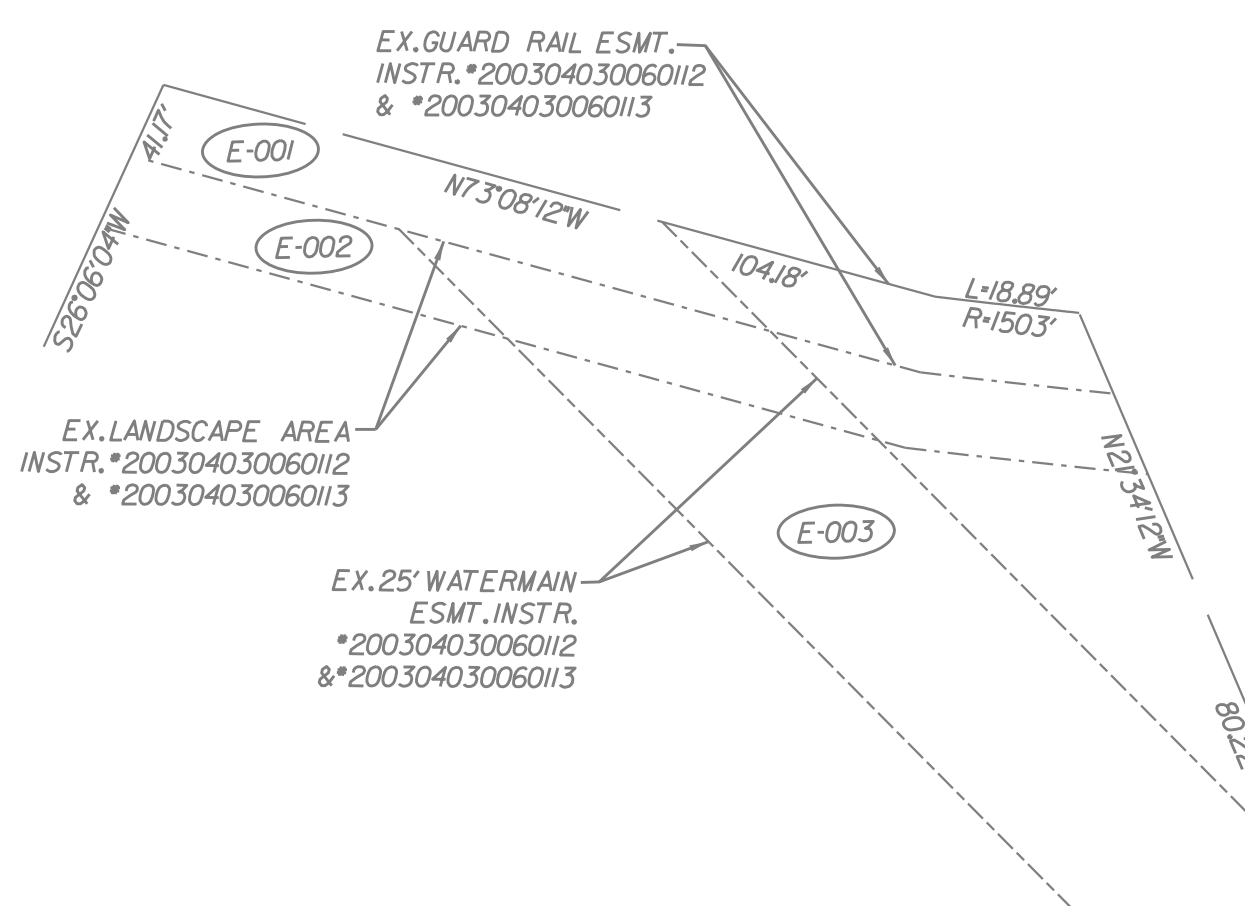 EX.GUARD RAIL ESMT.
INSTR.#200304030060112
& #200304030060113
41.17'
E-001
N73°08'12"W
E-002
S26°06'04"W
104.18'
L=18.89'
R=1503'
EX.LANDSCAPE AREA
INSTR.#200304030060112
& #200304030060113
N21°34'12"W
E-003
EX.25' WATERMAIN
ESMT.INSTR.
#200304030060112
&#200304030060113
80.22